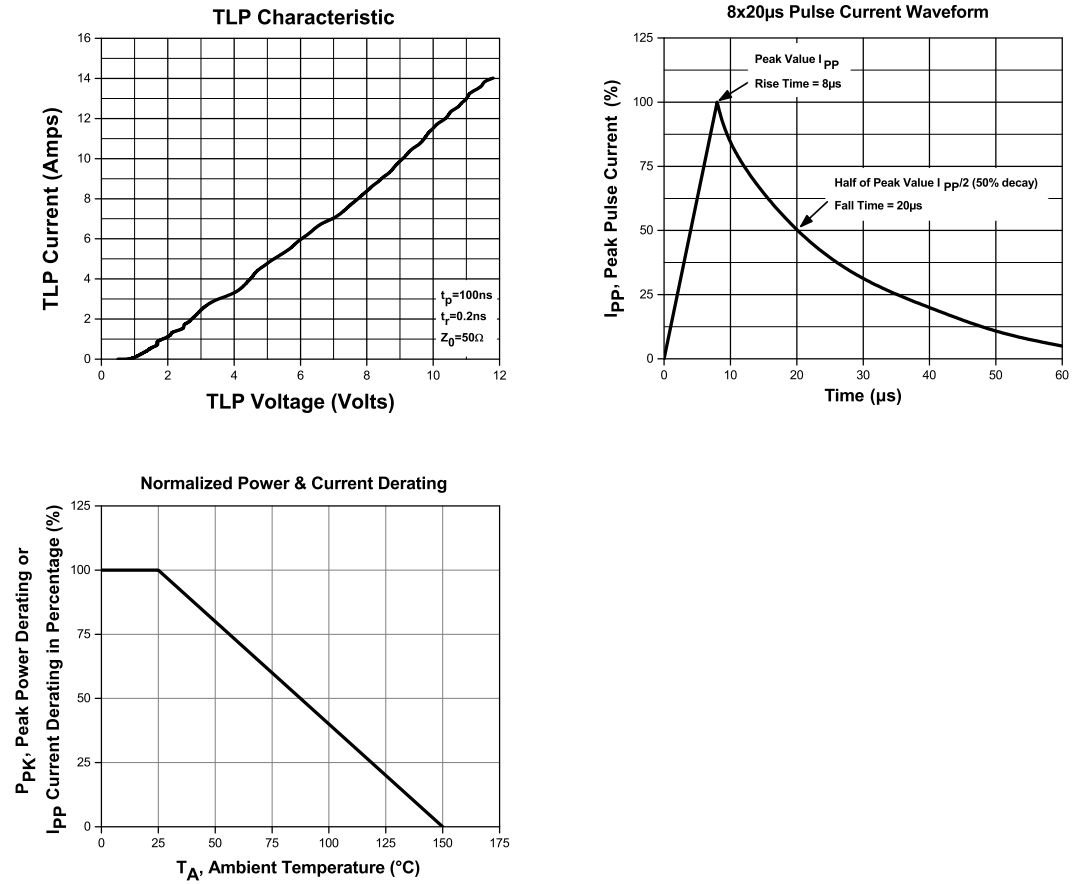 TLP Characteristic
16
14
12
10
8
6
4
2
0
0 2 4 6 8 10 12
TLP Current (Amps)
TLP Voltage (Volts)
tp=100ns
tr=0.2ns
Z0=50Ω
8x20µs Pulse Current Waveform
125
100
75
50
25
0
0 10 20 30 40 50 60
IPP, Peak Pulse Current (%)
Time (µs)
Peak Value IPP
Rise Time = 8µs
Half of Peak Value IPP/2 (50% decay)
Fall Time = 20µs
Normalized Power & Current Derating
125
100
75
50
25
0
0 25 50 75 100 125 150 175
PPK, Peak Power Derating or
IPP Current Derating in Percentage (%)
TA, Ambient Temperature (°C)